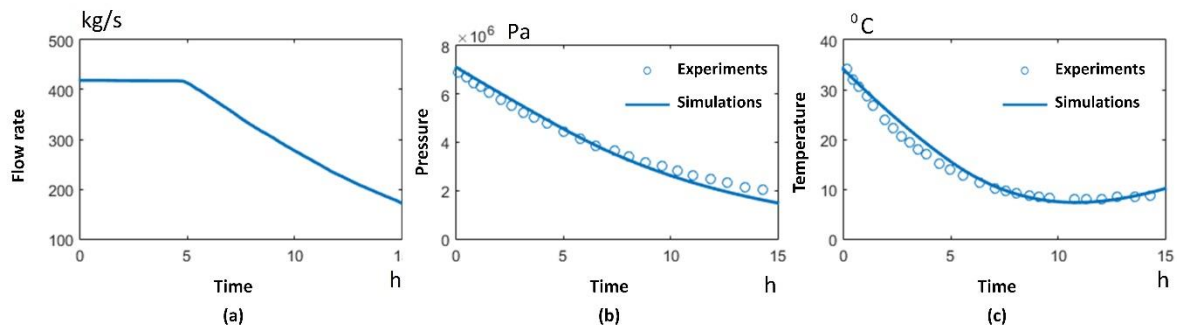 kg/s
500
400
300
200
100
0
5
10
1
h
Flow rate
Time
(a)
× 10⁶ Pa
8
6
4
2
0
0
5
10
15
h
Pressure
Experiments
Simulations
Time
(b)
⁰C
40
30
20
10
0
0
5
10
15
h
Temperature
Experiments
Simulations
Time
(c)